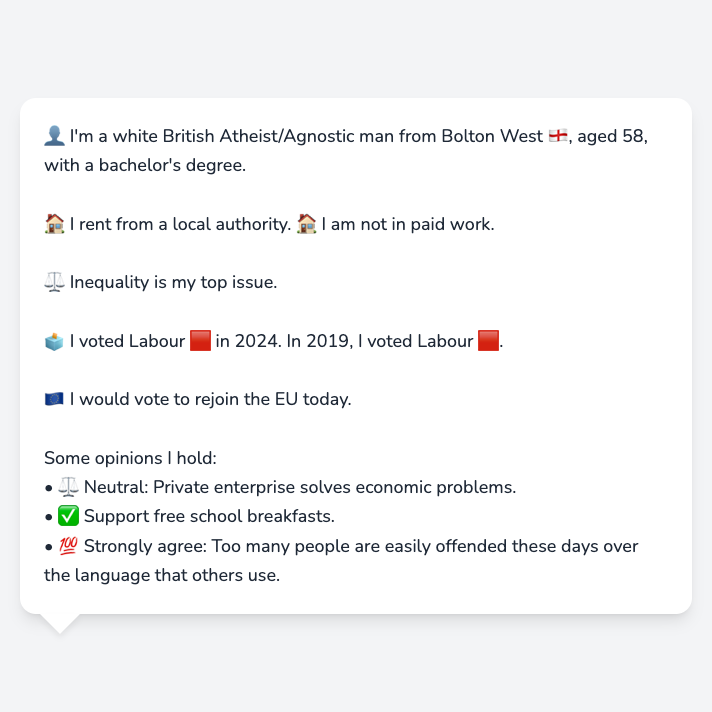 👤 I'm a white British Atheist/Agnostic man from Bolton West 🏴󠁧󠁢󠁥󠁮󠁧󠁿, aged 58,
with a bachelor's degree.
🏠 I rent from a local authority. 🏠 I am not in paid work.
⚖️ Inequality is my top issue.
🗳️ I voted Labour 🟥 in 2024. In 2019, I voted Labour 🟥.
🇪🇺 I would vote to rejoin the EU today.
Some opinions I hold:
• ⚖️ Neutral: Private enterprise solves economic problems.
• ✅ Support free school breakfasts.
• 💯 Strongly agree: Too many people are easily offended these days over
the language that others use.